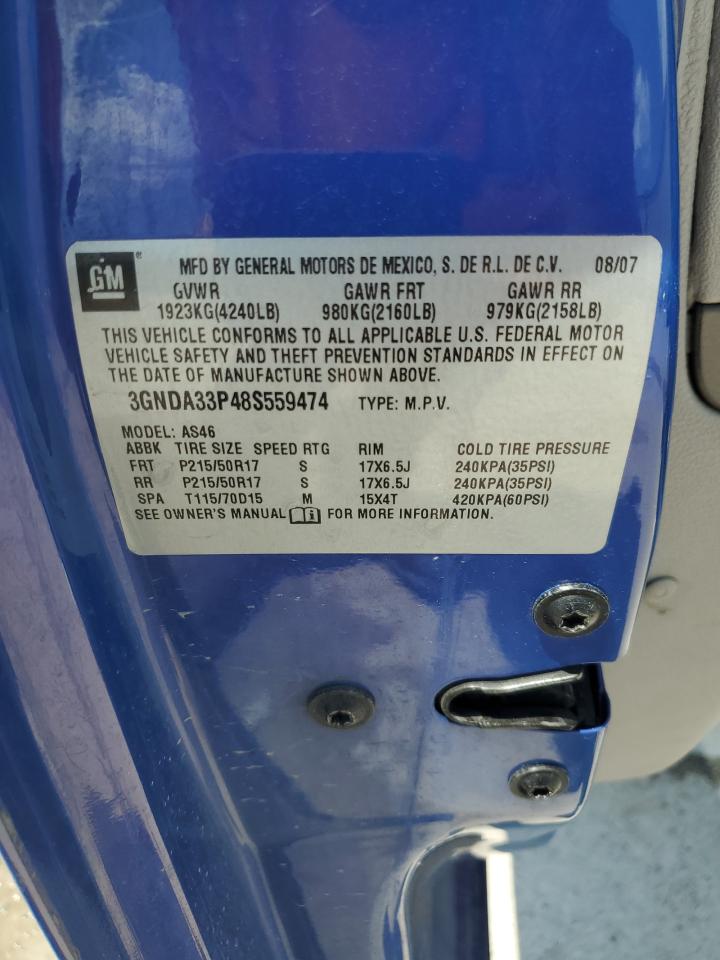 GM ® MFD BY GENERAL MOTORS DE MEXICO, S. DE R.L. DE C.V. 08/07
GVWR GAWR FRT GAWR RR
1923KG(4240LB) 980KG(2160LB) 979KG(2158LB)
THIS VEHICLE CONFORMS TO ALL APPLICABLE U.S. FEDERAL MOTOR
VEHICLE SAFETY AND THEFT PREVENTION STANDARDS IN EFFECT ON
THE DATE OF MANUFACTURE SHOWN ABOVE.
3GNDA33P48S559474 TYPE: M.P.V.
MODEL: AS46
ABBK TIRE SIZE SPEED RTG RIM COLD TIRE PRESSURE
FRT P215/50R17 S 17X6.5J 240KPA(35PSI)
RR P215/50R17 S 17X6.5J 240KPA(35PSI)
SPA T115/70D15 M 15X4T 420KPA(60PSI)
SEE OWNER'S MANUAL i FOR MORE INFORMATION.